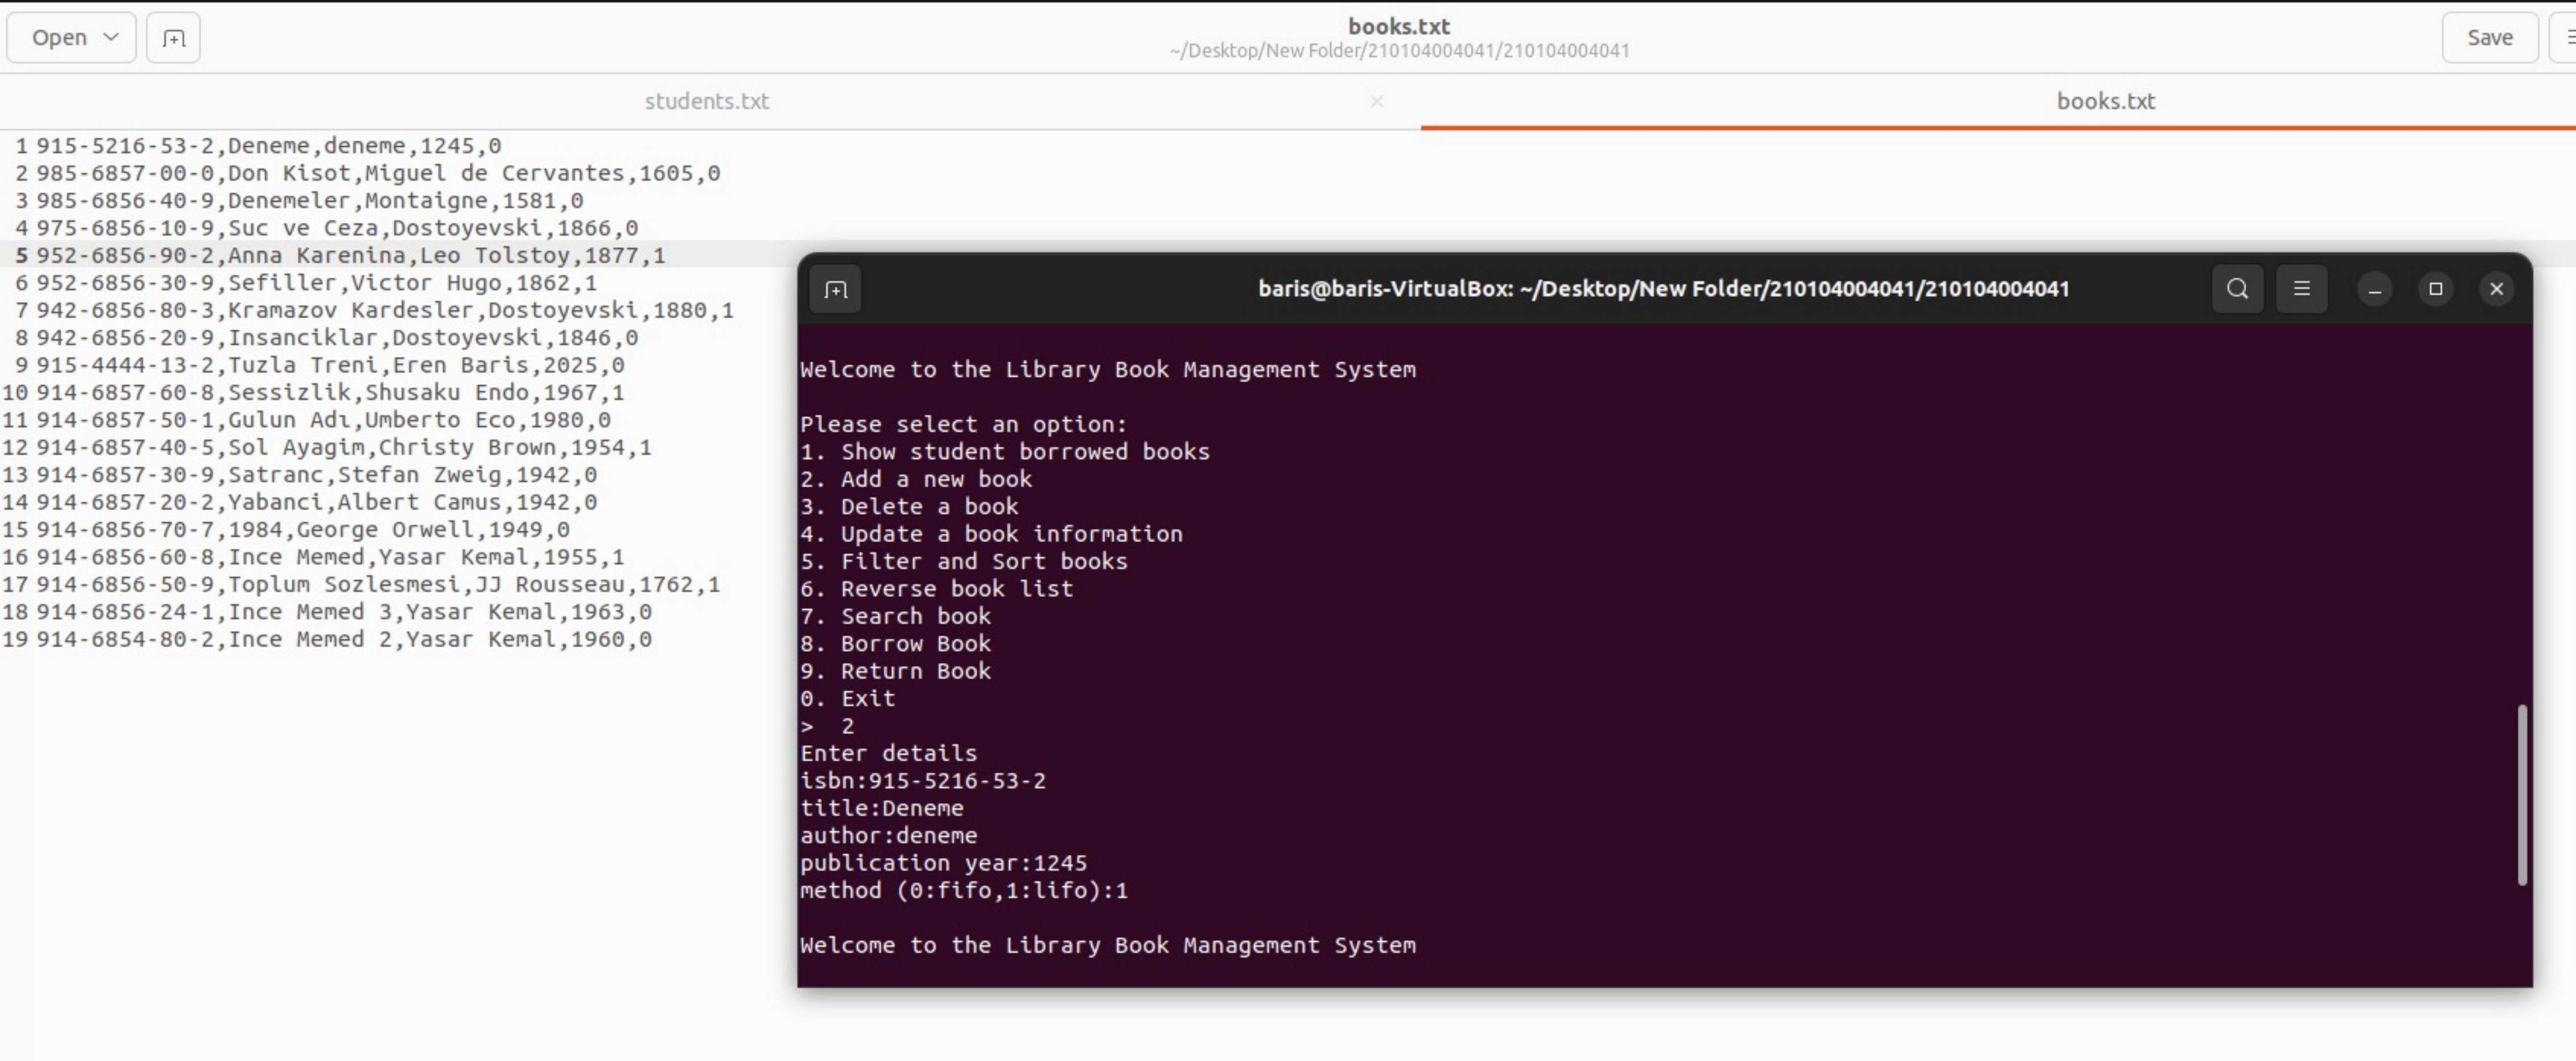 Open
books.txt
~/Desktop/New Folder/210104004041/210104004041
Save
students.txt
books.txt
1 915-5216-53-2,Deneme,deneme,1245,0
2 985-6857-00-0,Don Kisot,Miguel de Cervantes,1605,0
3 985-6856-40-9,Denemeler,Montaigne,1581,0
4 975-6856-10-9,Suc ve Ceza,Dostoyevski,1866,0
5 952-6856-90-2,Anna Karenina,Leo Tolstoy,1877,1
6 952-6856-30-9,Sefiller,Victor Hugo,1862,1
7 942-6856-80-3,Kramazov Kardesler,Dostoyevski,1880,1
8 942-6856-20-9,Insanciklar,Dostoyevski,1846,0
9 915-4444-13-2,Tuzla Treni,Eren Baris,2025,0
10 914-6857-60-8,Sessizlik,Shusaku Endo,1967,1
11 914-6857-50-1,Gulun Adı,Umberto Eco,1980,0
12 914-6857-40-5,Sol Ayagim,Christy Brown,1954,1
13 914-6857-30-9,Satranc,Stefan Zweig,1942,0
14 914-6857-20-2,Yabanci,Albert Camus,1942,0
15 914-6856-70-7,1984,George Orwell,1949,0
16 914-6856-60-8,Ince Memed,Yasar Kemal,1955,1
17 914-6856-50-9,Toplum Sozlesmesi,JJ Rousseau,1762,1
18 914-6856-24-1,Ince Memed 3,Yasar Kemal,1963,0
19 914-6854-80-2,Ince Memed 2,Yasar Kemal,1960,0
baris@baris-VirtualBox: ~/Desktop/New Folder/210104004041/210104004041
Welcome to the Library Book Management System
Please select an option:
1. Show student borrowed books
2. Add a new book
3. Delete a book
4. Update a book information
5. Filter and Sort books
6. Reverse book list
7. Search book
8. Borrow Book
9. Return Book
0. Exit
>  2
Enter details
isbn:915-5216-53-2
title:Deneme
author:deneme
publication year:1245
method (0:fifo,1:lifo):1
Welcome to the Library Book Management System